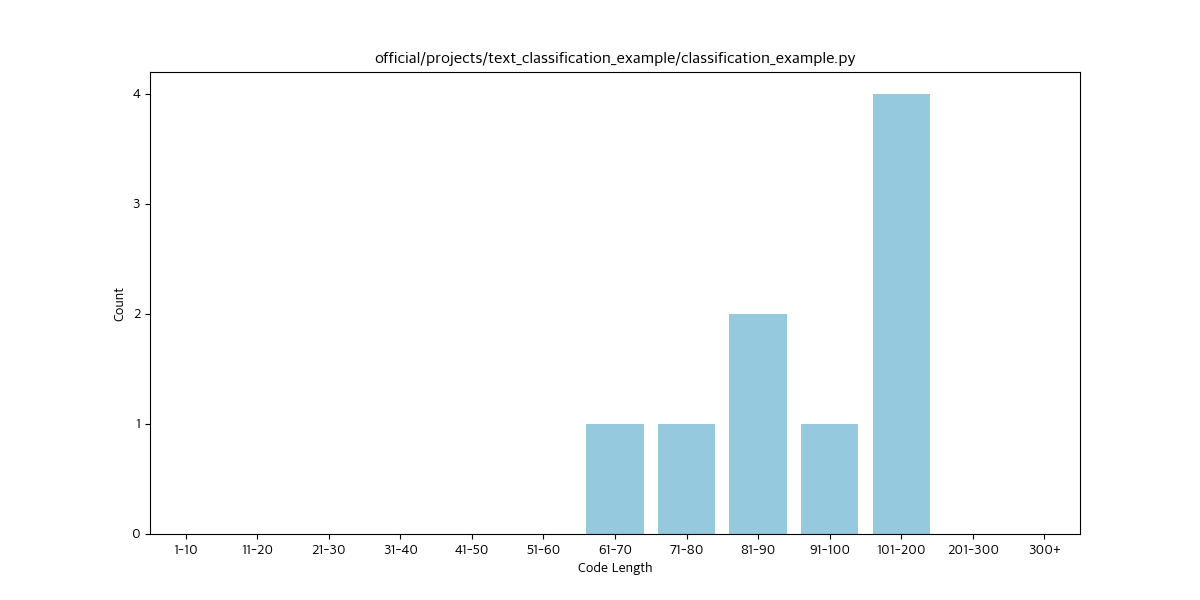 official/projects/text_classification_example/classification_example.py
4
3
2
1
0
Count
1-10 11-20 21-30 31-40 41-50 51-60 61-70 71-80 81-90 91-100 101-200 201-300 300+
Code Length